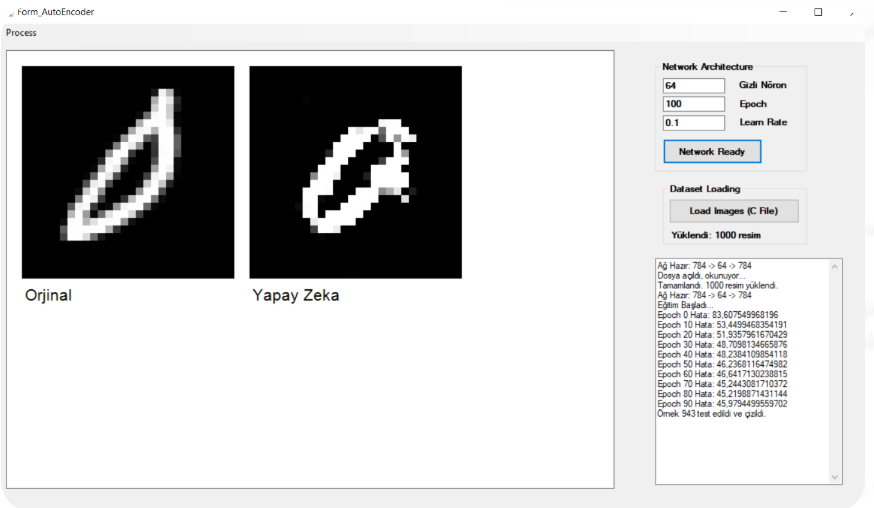 Form_AutoEncoder
Process
Orjinal
Yapay Zeka
Network Architecture
64 Gizli Nöron
100 Epoch
0.1 Learn Rate
Network Ready
Dataset Loading
Load Images (C File)
Yüklendi: 1000 resim
Ağ Hazır: 784 -> 64 -> 784
Dosya açıldı, okunuyor...
Tamamlandı. 1000 resim yüklendi.
Ağ Hazır: 784 -> 64 -> 784
Eğitim Başladı...
Epoch 0 Hata: 83,607549968196
Epoch 10 Hata: 53,4499468354191
Epoch 20 Hata: 51,9357961670429
Epoch 30 Hata: 48,7098134665876
Epoch 40 Hata: 48,2384109854118
Epoch 50 Hata: 46,2368116474982
Epoch 60 Hata: 46,6417130238815
Epoch 70 Hata: 45,2443081710372
Epoch 80 Hata: 45,2198871431144
Epoch 90 Hata: 45,9794499559702
Örnek 943 test edildi ve çizildi.